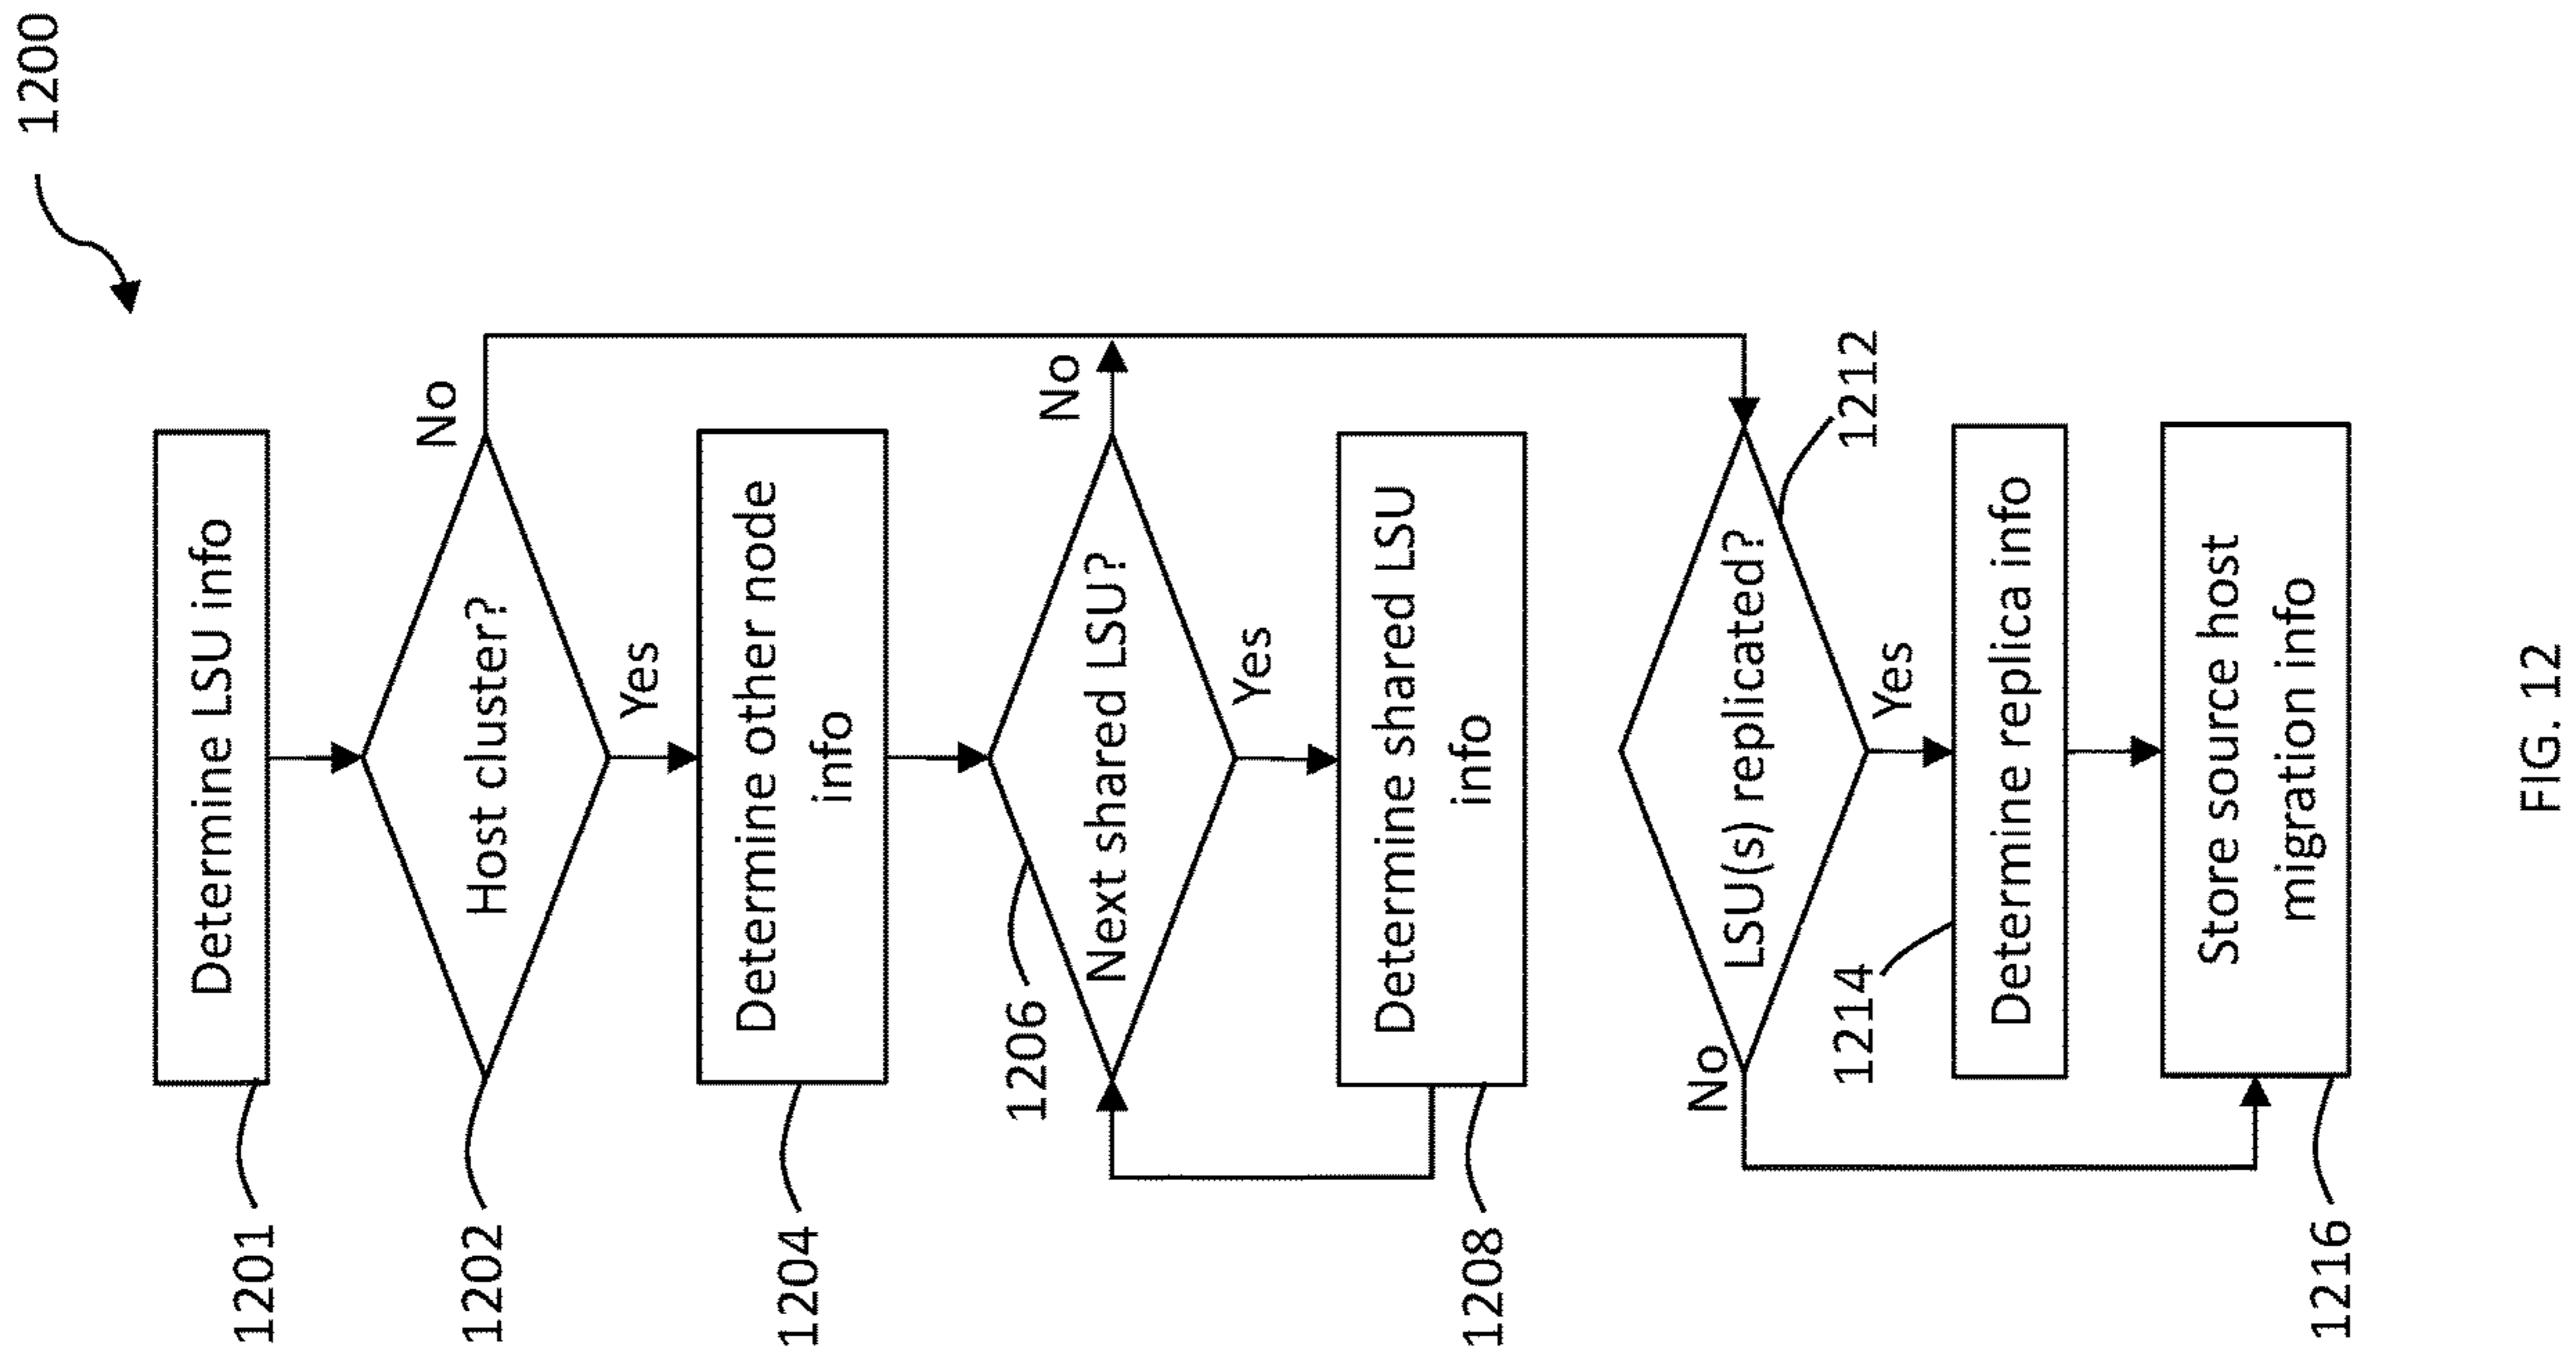 1200
1201
Determine LSU info
1202
Host cluster?
No
Yes
1204
Determine other node
info
1206
Next shared LSU?
No
Yes
1208
Determine shared LSU
info
1212
LSU(s) replicated?
No
Yes
1214
Determine replica info
1216
Store source host
migration info
FIG. 12